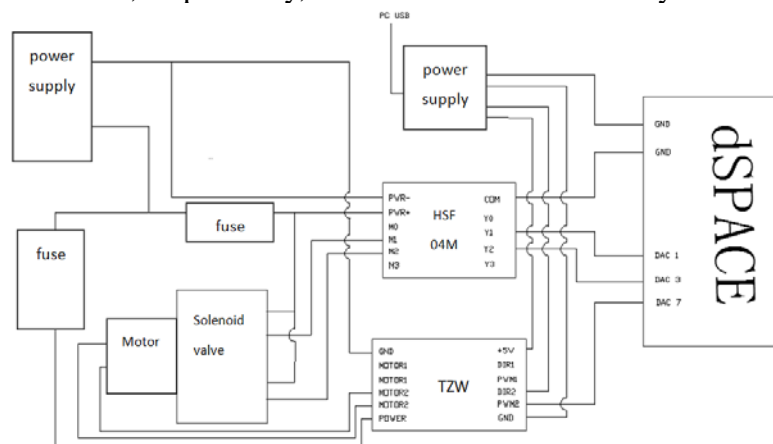 PC USB
power
supply
power
supply
GND
GND
DAC 1
DAC 3
DAC 7
dSPACE
PWR-
PWR+
M0
M1
M2
M3
HSF
04M
COM
Y0
Y1
Y2
Y3
fuse
fuse
Motor
Solenoid
valve
GND
MOTOR1
MOTOR1
MOTOR2
MOTOR2
POWER
TZW
+5V
DIR1
PWM1
DIR2
PWM2
GND